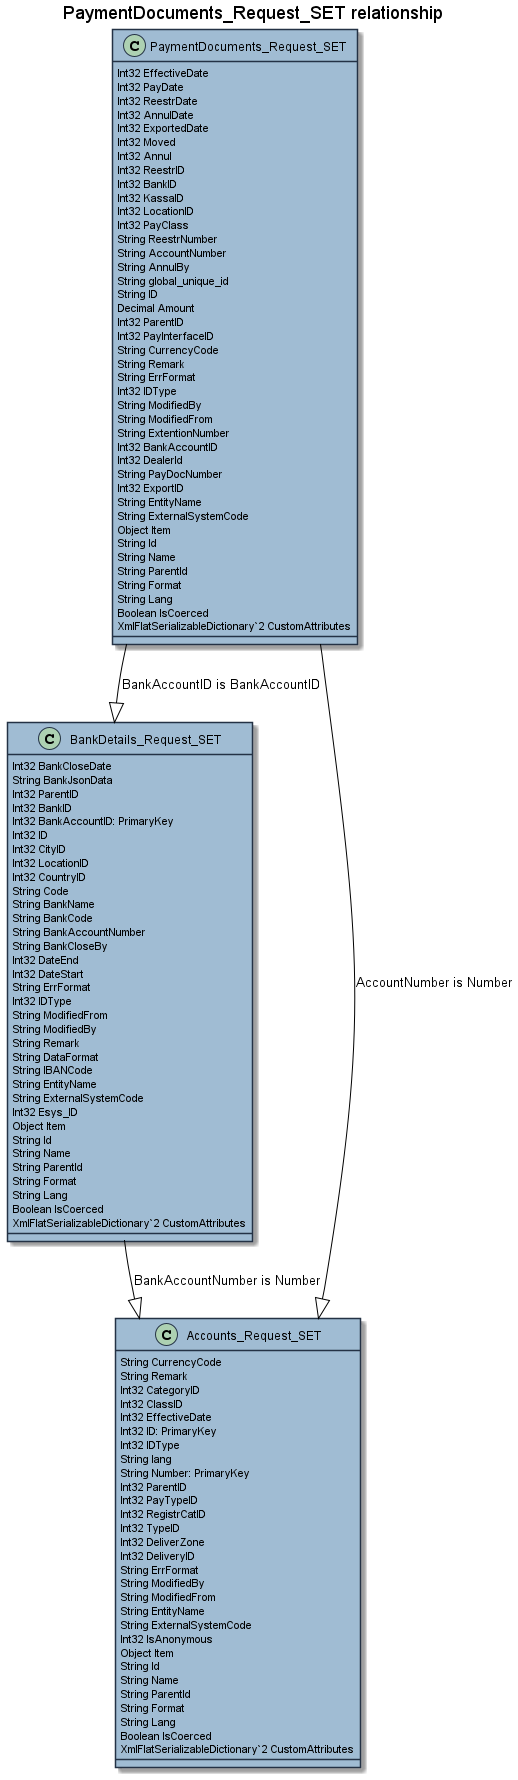 PaymentDocuments_Request_SET relationship
C PaymentDocuments_Request_SET
Int32 EffectiveDate
Int32 PayDate
Int32 ReestrDate
Int32 AnnulDate
Int32 ExportedDate
Int32 Moved
Int32 Annul
Int32 ReestrID
Int32 BankID
Int32 KassaID
Int32 LocationID
Int32 PayClass
String ReestrNumber
String AccountNumber
String AnnulBy
String global_unique_id
String ID
Decimal Amount
Int32 ParentID
Int32 PayInterfaceID
String CurrencyCode
String Remark
String ErrFormat
Int32 IDType
String ModifiedBy
String ModifiedFrom
String ExtentionNumber
Int32 BankAccountID
Int32 DealerId
String PayDocNumber
Int32 ExportID
String EntityName
String ExternalSystemCode
Object Item
String Id
String Name
String ParentId
String Format
String Lang
Boolean IsCoerced
XmlFlatSerializableDictionary`2 CustomAttributes
BankAccountID is BankAccountID
C BankDetails_Request_SET
Int32 BankCloseDate
String BankJsonData
Int32 ParentID
Int32 BankID
Int32 BankAccountID: PrimaryKey
Int32 ID
Int32 CityID
Int32 LocationID
Int32 CountryID
String Code
String BankName
String BankCode
String BankAccountNumber
String BankCloseBy
Int32 DateEnd
Int32 DateStart
String ErrFormat
Int32 IDType
String ModifiedFrom
String ModifiedBy
String Remark
String DataFormat
String IBANCode
String EntityName
String ExternalSystemCode
Int32 Esys_ID
Object Item
String Id
String Name
String ParentId
String Format
String Lang
Boolean IsCoerced
XmlFlatSerializableDictionary`2 CustomAttributes
AccountNumber is Number
BankAccountNumber is Number
C Accounts_Request_SET
String CurrencyCode
String Remark
Int32 CategoryID
Int32 ClassID
Int32 EffectiveDate
Int32 ID: PrimaryKey
Int32 IDType
String lang
String Number: PrimaryKey
Int32 ParentID
Int32 PayTypeID
Int32 RegistrCatID
Int32 TypeID
Int32 DeliverZone
Int32 DeliveryID
String ErrFormat
String ModifiedBy
String ModifiedFrom
String EntityName
String ExternalSystemCode
Int32 IsAnonymous
Object Item
String Id
String Name
String ParentId
String Format
String Lang
Boolean IsCoerced
XmlFlatSerializableDictionary`2 CustomAttributes